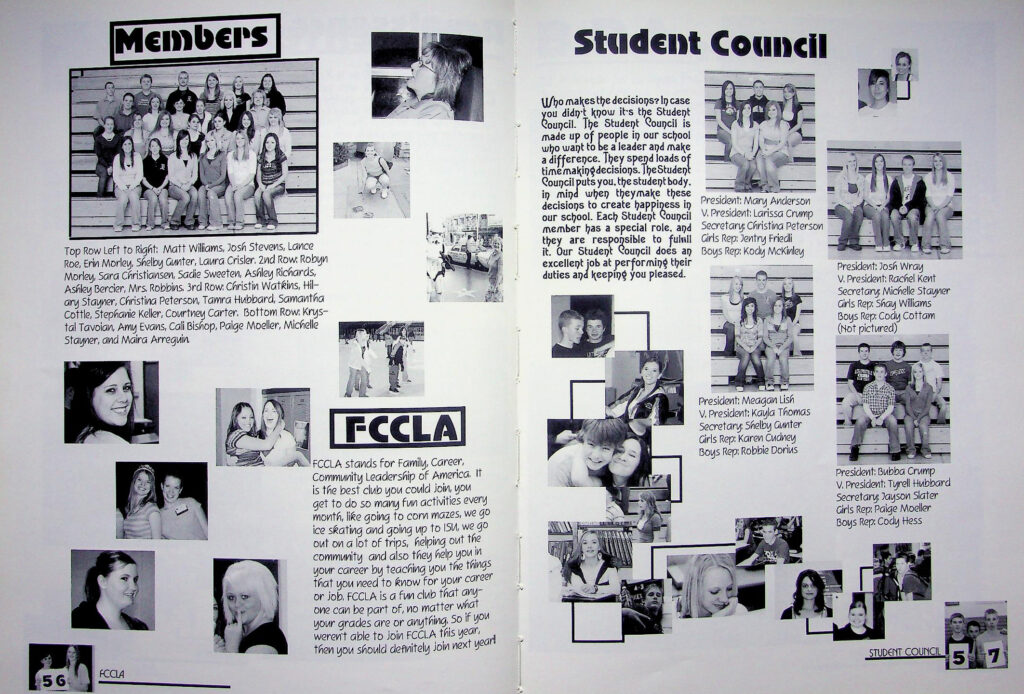 Members
Top Row Left to Right: Matt Williams, Josh Stevens, Lance
Roe, Erin Morley, Shelby Gunter, Laura Crisler. 2nd Row: Robyn
Morley, Sara Christiansen, Sadie Sweeten, Ashley Richards,
Ashley Bercier, Mrs. Robbins. 3rd Row: Christin Watkins, Hil-
ary Stayner, Christina Peterson, Tamra Hubbard, Samantha
Cottle, Stephanie Keller, Courtney Carter. Bottom Row: Krys-
tal Tavoian, Amy Evans, Cali Bishop, Paige Moeller, Michelle
Stayner, and Maira Arreguin.
FCCLA
FCCLA stands for Family, Career,
Community Leadership of America. It
is the best club you could join, you
get to do so many fun activities every
month, like going to corn mazes, we go
ice skating and going up to ISU, we go
out on a lot of trips, helping out the
community and also they help you in
your career by teaching you the things
that you need to know for your career
or job. FCCLA is a fun club that any-
one can be part of, no matter what
your grades are or anything. So if you
weren't able to join FCCLA this year,
then you should definitely join next year!
56
FCCLA
Student Council
Who makes the decisions? In case
you didn't know it's the Student
Council. The Student Council is
made up of people in our school
who want to be a leader and make
a difference. They spend loads of
time making decisions. The Student
Council puts you, the student body,
in mind when they make these
decisions to create happiness in
our school. Each Student Council
member has a special role, and
they are responsible to fulfill
it. Our Student Council does an
excellent job at performing their
duties and keeping you pleased.
President: Mary Anderson
V. President: Larissa Crump
Secretary: Christina Peterson
Girls Rep: Jentry Friedli
Boys Rep: Kody McKinley
President: Josh Wray
V. President: Rachel Kent
Secretary: Michelle Stayner
Girls Rep: Shay Williams
Boys Rep: Cody Cottam
(Not pictured)
President: Meagan Lish
V. President: Kayla Thomas
Secretary: Shelby Gunter
Girls Rep: Karen Cudney
Boys Rep: Robbie Dorius
President: Bubba Crump
V. President: Tyrell Hubbard
Secretary: Jayson Slater
Girls Rep: Paige Moeller
Boys Rep: Cody Hess
STUDENT COUNCIL
57